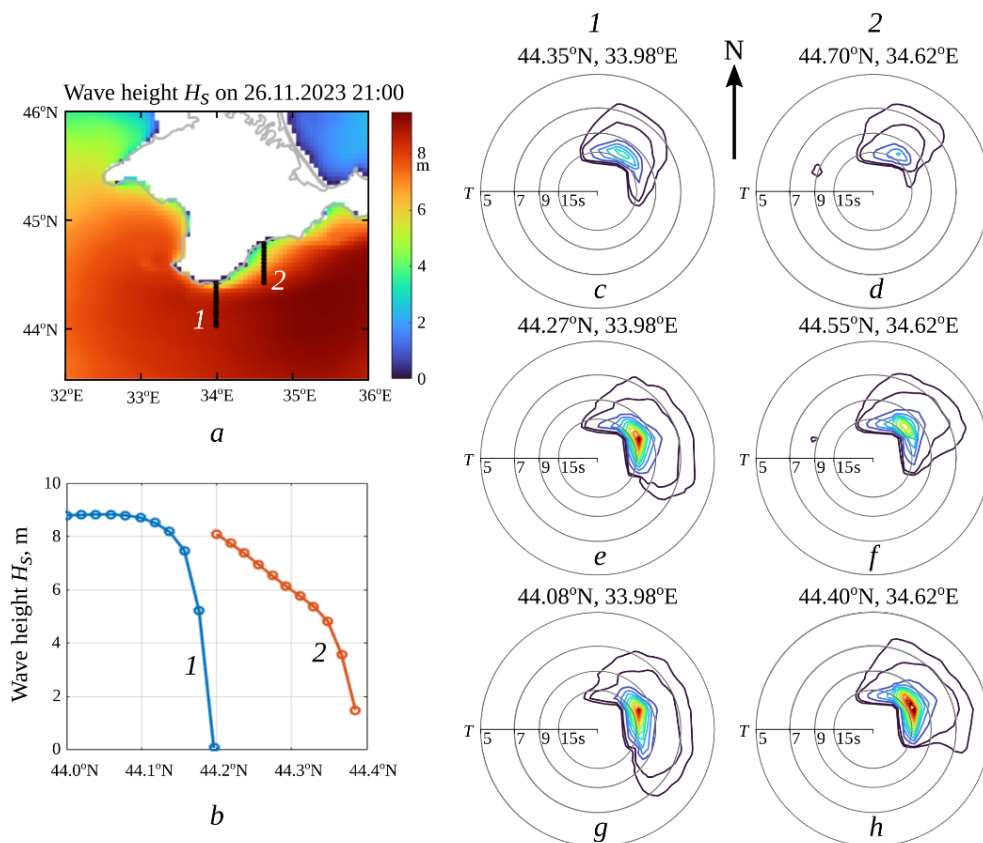 1
2
44.35°N, 33.98°E
N
44.70°N, 34.62°E
Wave height Hs on 26.11.2023 21:00
46°N
45°N
44°N
32°E
33°E
34°E
35°E
36°E
m
8
6
4
2
0
1
2
a
T 5 7 9 15s
c
T 5 7 9 15s
d
44.27°N, 33.98°E
44.55°N, 34.62°E
T 5 7 9 15s
e
T 5 7 9 15s
f
Wave height Hs, m
10
8
6
4
2
0
1
2
44.0°N
44.1°N
44.2°N
44.3°N
44.4°N
b
44.08°N, 33.98°E
44.40°N, 34.62°E
T 5 7 9 15s
g
T 5 7 9 15s
h